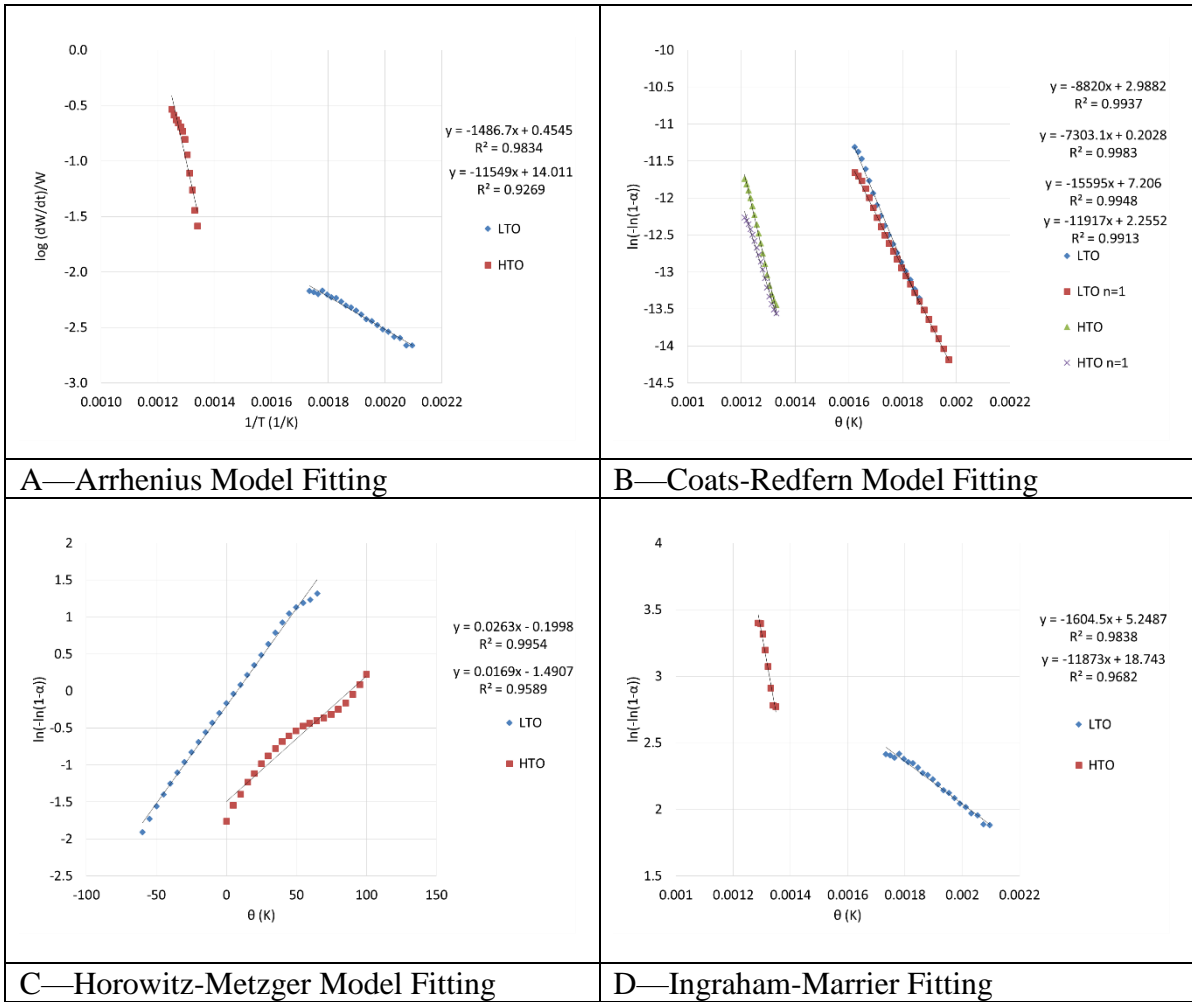 0.0
-0.5
-1.0
-1.5
-2.0
-2.5
-3.0
log (dW/dt)/W
0.0010 0.0012 0.0014 0.0016 0.0018 0.0020 0.0022
1/T (1/K)
y = -1486.7x + 0.4545
R² = 0.9834
y = -11549x + 14.011
R² = 0.9269
LTO
HTO
A—Arrhenius Model Fitting
-10
-10.5
-11
-11.5
-12
-12.5
-13
-13.5
-14
-14.5
ln(-ln(1-α))
0.001 0.0012 0.0014 0.0016 0.0018 0.002 0.0022
θ (K)
y = -8820x + 2.9882
R² = 0.9937
y = -7303.1x + 0.2028
R² = 0.9983
y = -15595x + 7.206
R² = 0.9948
y = -11917x + 2.2552
R² = 0.9913
LTO
LTO n=1
HTO
HTO n=1
B—Coats-Redfern Model Fitting
2
1.5
1
0.5
0
-0.5
-1
-1.5
-2
-2.5
ln(-ln(1-α))
-100 -50 0 50 100 150
θ (K)
y = 0.0263x - 0.1998
R² = 0.9954
y = 0.0169x - 1.4907
R² = 0.9589
LTO
HTO
C—Horowitz-Metzger Model Fitting
4
3.5
3
2.5
2
1.5
ln(-ln(1-α))
0.001 0.0012 0.0014 0.0016 0.0018 0.002 0.0022
θ (K)
y = -1604.5x + 5.2487
R² = 0.9838
y = -11873x + 18.743
R² = 0.9682
LTO
HTO
D—Ingraham-Marrier Fitting